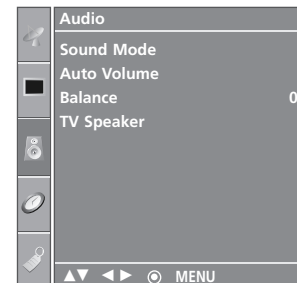 Audio
Sound Mode
Auto Volume
Balance 0
TV Speaker
▲▼ ◄► ⦿ MENU